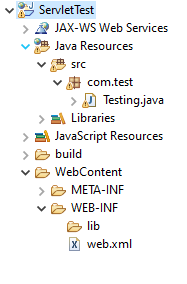 ServletTest
JAX-WS Web Services
Java Resources
src
com.test
Testing.java
Libraries
JavaScript Resources
build
WebContent
META-INF
WEB-INF
lib
web.xml